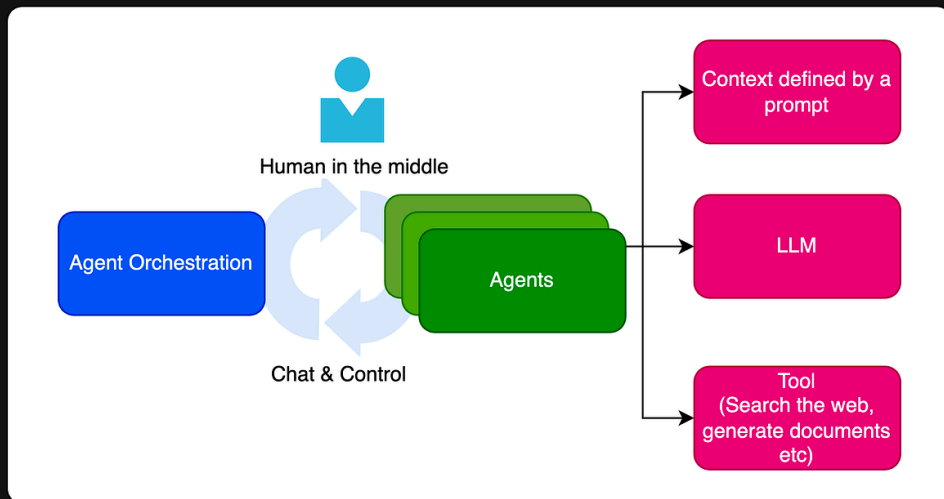 Context defined by a
prompt
Human in the middle
Agent Orchestration
LLM
Agents
Chat & Control
Tool
(Search the web,
generate documents
etc)